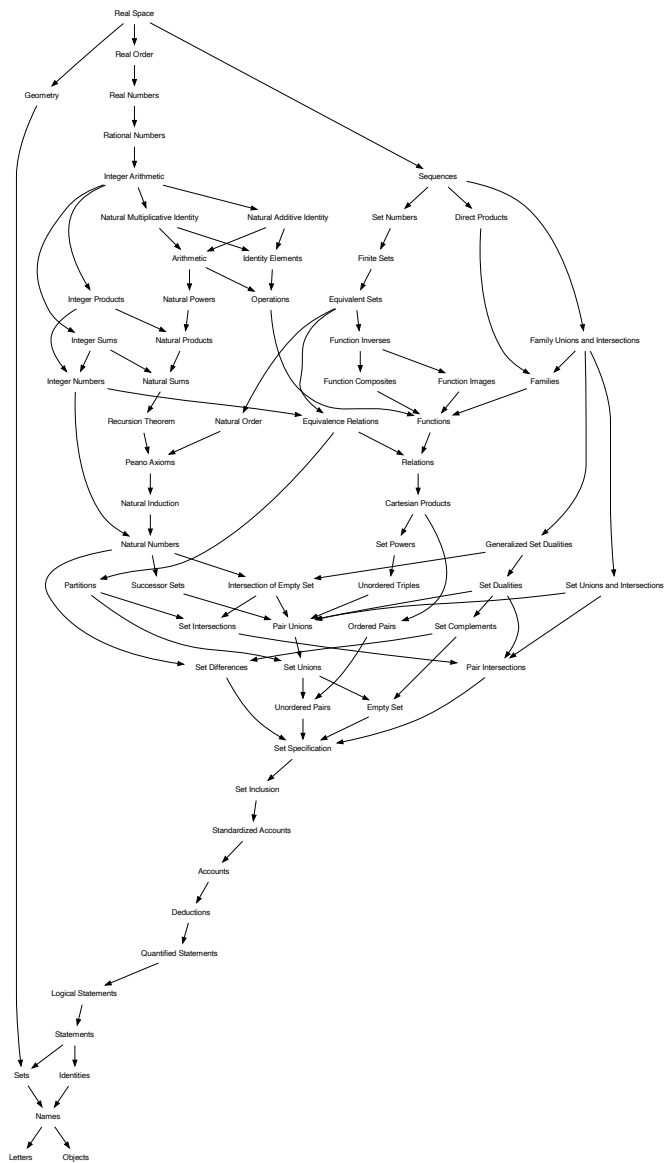 Real Space
Real Order
Geometry
Real Numbers
Rational Numbers
Integer Arithmetic
Sequences
Natural Multiplicative Identity
Natural Additive Identity
Set Numbers
Direct Products
Arithmetic
Identity Elements
Finite Sets
Integer Products
Natural Powers
Operations
Equivalent Sets
Integer Sums
Natural Products
Function Inverses
Family Unions and Intersections
Integer Numbers
Natural Sums
Function Composites
Function Images
Families
Recursion Theorem
Natural Order
Equivalence Relations
Functions
Peano Axioms
Relations
Natural Induction
Cartesian Products
Natural Numbers
Set Powers
Generalized Set Dualities
Partitions
Successor Sets
Intersection of Empty Set
Unordered Triples
Set Dualities
Set Unions and Intersections
Set Intersections
Pair Unions
Ordered Pairs
Set Complements
Set Differences
Set Unions
Pair Intersections
Unordered Pairs
Empty Set
Set Specification
Set Inclusion
Standardized Accounts
Accounts
Deductions
Quantified Statements
Logical Statements
Statements
Sets
Identities
Names
Letters
Objects